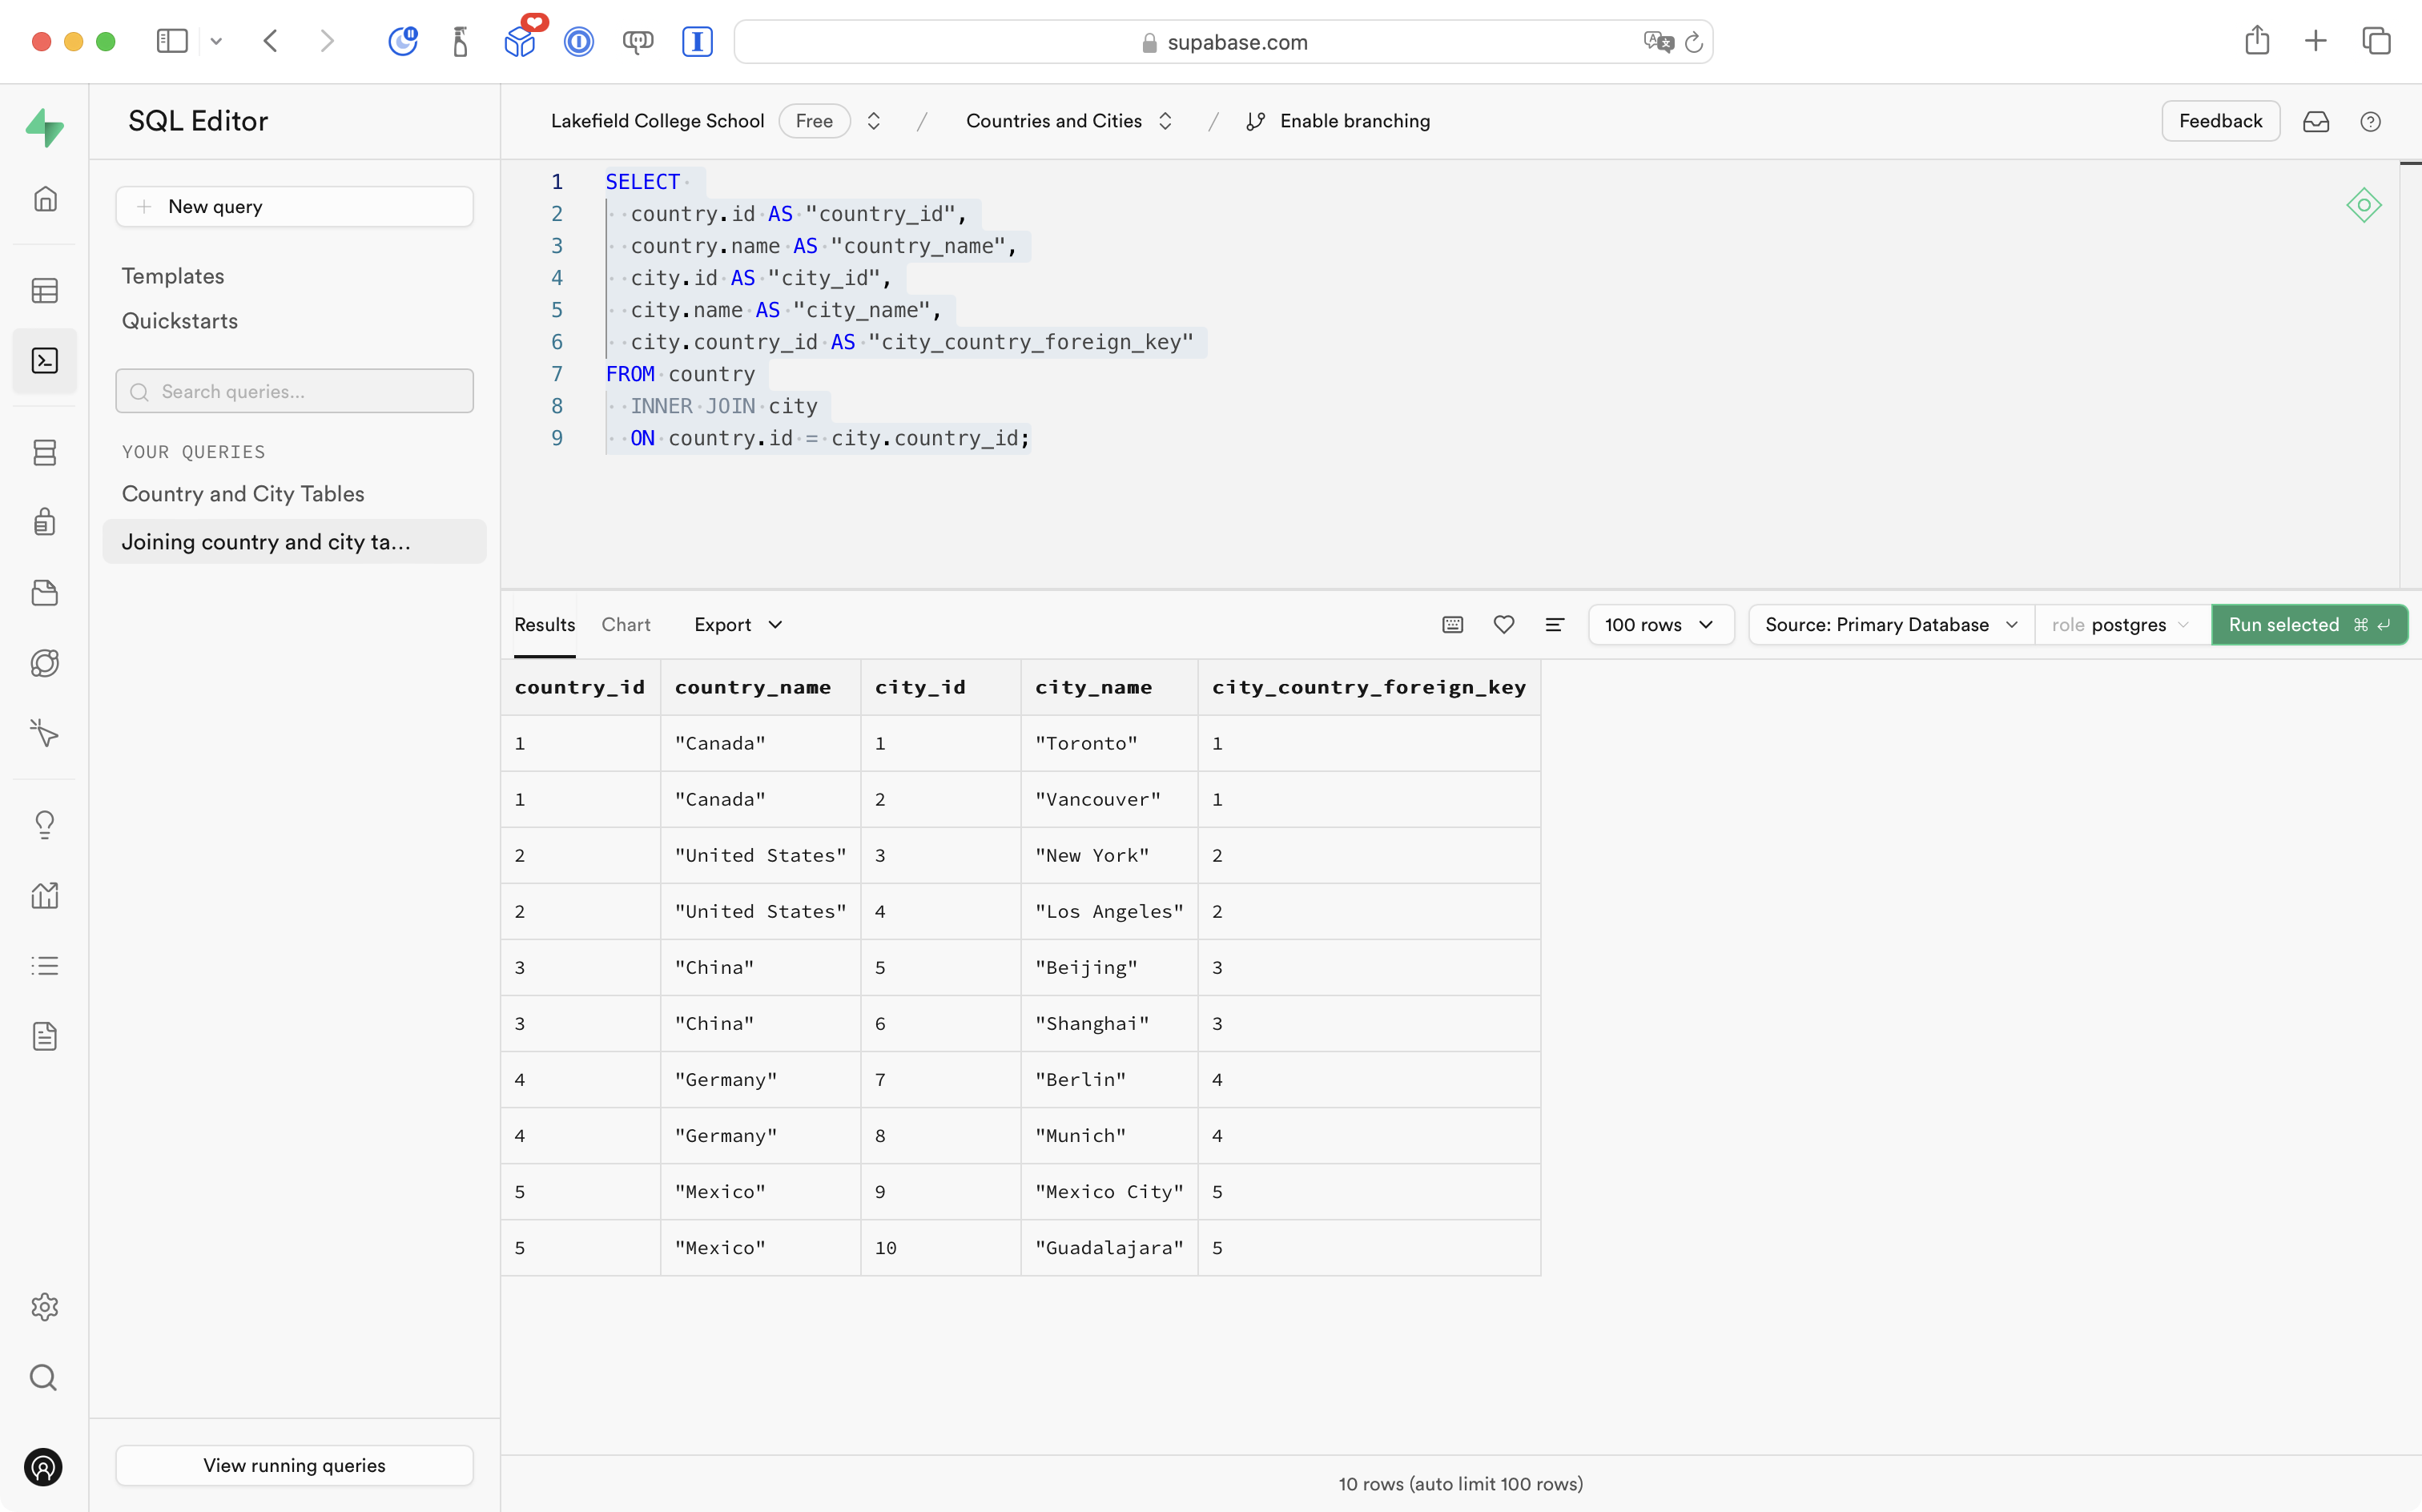 supabase.com
SQL Editor
Lakefield College School Free / Countries and Cities / Enable branching Feedback
New query
Templates
Quickstarts
Search queries...
YOUR QUERIES
Country and City Tables
Joining country and city ta...
View running queries
1 SELECT
2 country.id AS "country_id",
3 country.name AS "country_name",
4 city.id AS "city_id",
5 city.name AS "city_name",
6 city.country_id AS "city_country_foreign_key"
7 FROM country
8 INNER JOIN city
9 ON country.id = city.country_id;
Results Chart Export 100 rows Source: Primary Database role postgres Run selected ⌘ ↵
country_id country_name city_id city_name city_country_foreign_key
1 "Canada" 1 "Toronto" 1
1 "Canada" 2 "Vancouver" 1
2 "United States" 3 "New York" 2
2 "United States" 4 "Los Angeles" 2
3 "China" 5 "Beijing" 3
3 "China" 6 "Shanghai" 3
4 "Germany" 7 "Berlin" 4
4 "Germany" 8 "Munich" 4
5 "Mexico" 9 "Mexico City" 5
5 "Mexico" 10 "Guadalajara" 5
10 rows (auto limit 100 rows)